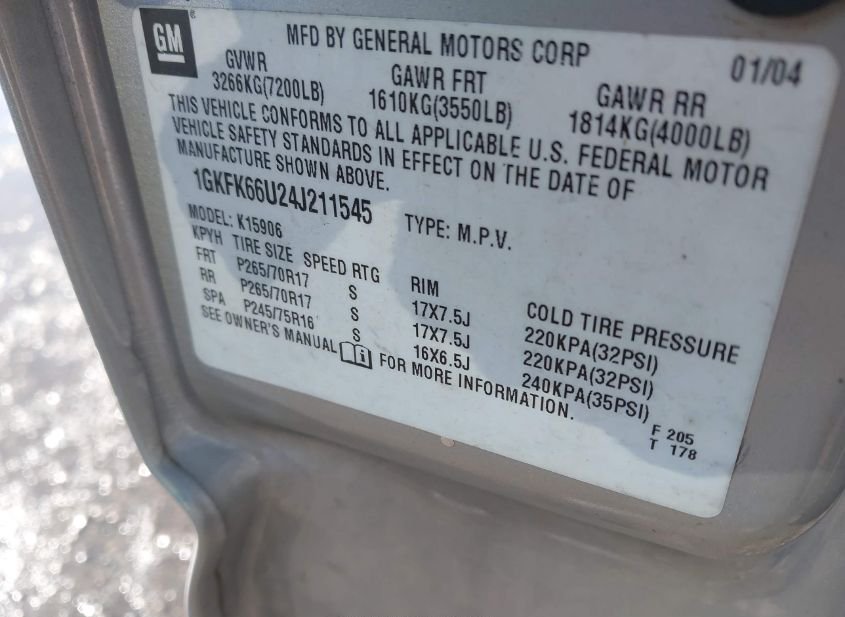 GM
MFD BY GENERAL MOTORS CORP 01/04
GVWR GAWR FRT GAWR RR
3266KG(7200LB) 1610KG(3550LB) 1814KG(4000LB)
THIS VEHICLE CONFORMS TO ALL APPLICABLE U.S. FEDERAL MOTOR
VEHICLE SAFETY STANDARDS IN EFFECT ON THE DATE OF
MANUFACTURE SHOWN ABOVE.
1GKFK66U24J211545
MODEL: K15906 TYPE: M.P.V.
KPYH TIRE SIZE SPEED RTG RIM COLD TIRE PRESSURE
FRT P265/70R17 S 17X7.5J 220KPA(32PSI)
RR P265/70R17 S 17X7.5J 220KPA(32PSI)
SPA P245/75R16 S 16X6.5J 240KPA(35PSI)
SEE OWNER'S MANUAL FOR MORE INFORMATION.
F 205
T 178